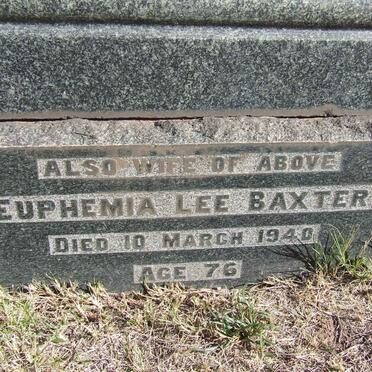 ALSO WIFE OF ABOVE
EUPHEMIA LEE BAXTER
DIED 10 MARCH 1940
AGE 76